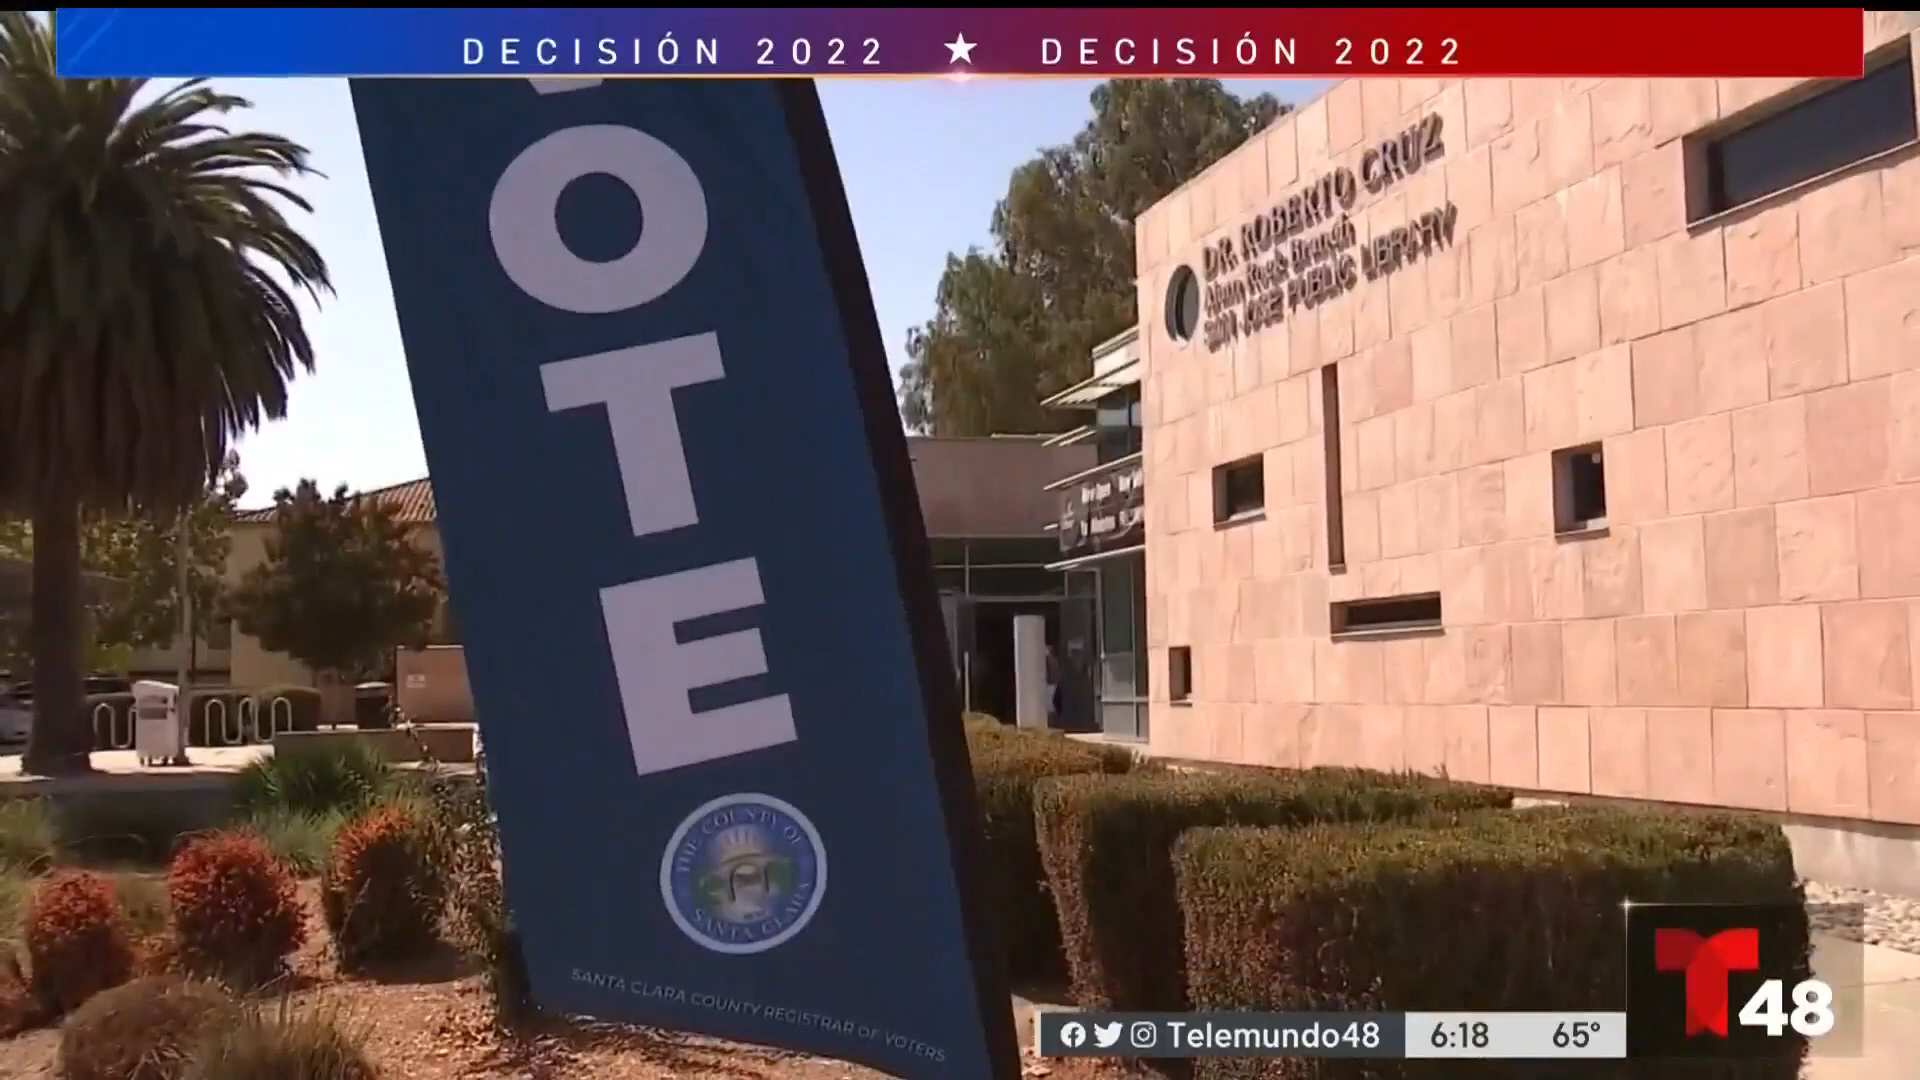 DECISIÓN 2022 ★ DECISIÓN 2022
VOTE
THE COUNTY OF SANTA CLARA
SANTA CLARA COUNTY REGISTRAR OF VOTERS
DR. ROBERTO CRUZ
Alum Rock Branch
SAN JOSE PUBLIC LIBRARY
Telemundo48 6:18 65°
T 48